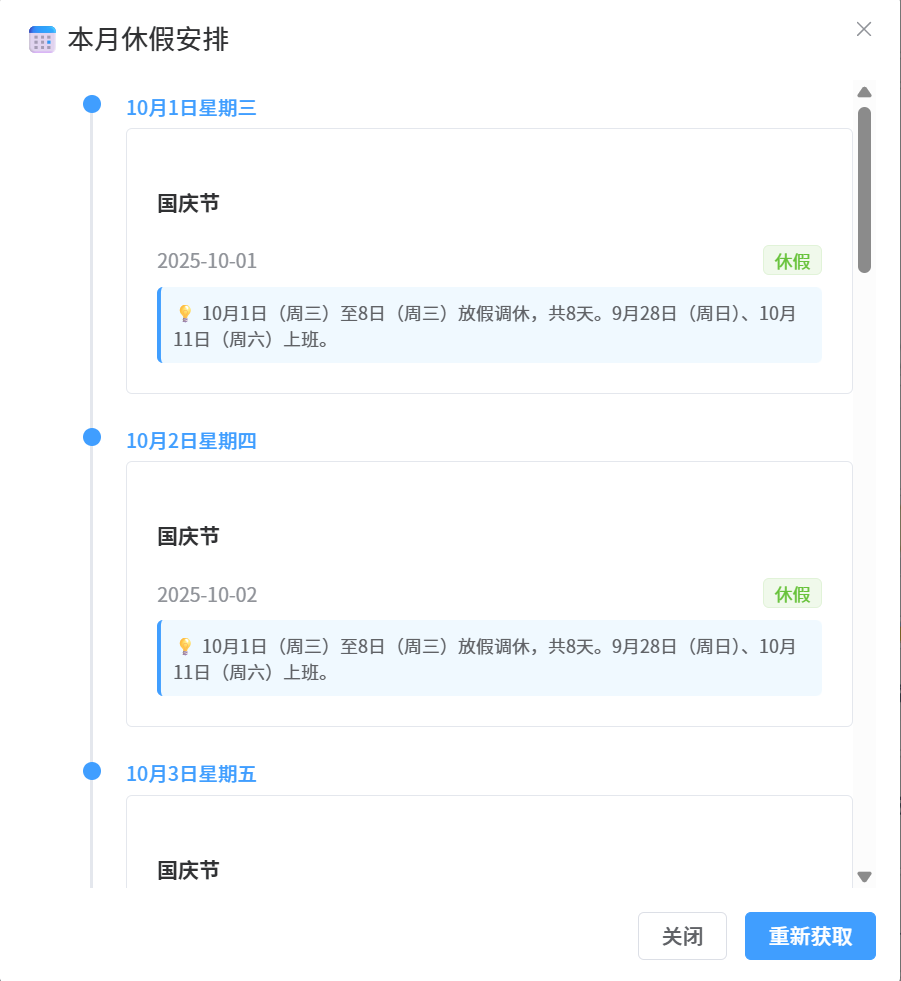 本月休假安排
10月1日星期三
国庆节
2025-10-01
休假
10月1日（周三）至8日（周三）放假调休，共8天。9月28日（周日）、10月
11日（周六）上班。
10月2日星期四
国庆节
2025-10-02
休假
10月1日（周三）至8日（周三）放假调休，共8天。9月28日（周日）、10月
11日（周六）上班。
10月3日星期五
国庆节
关闭
重新获取